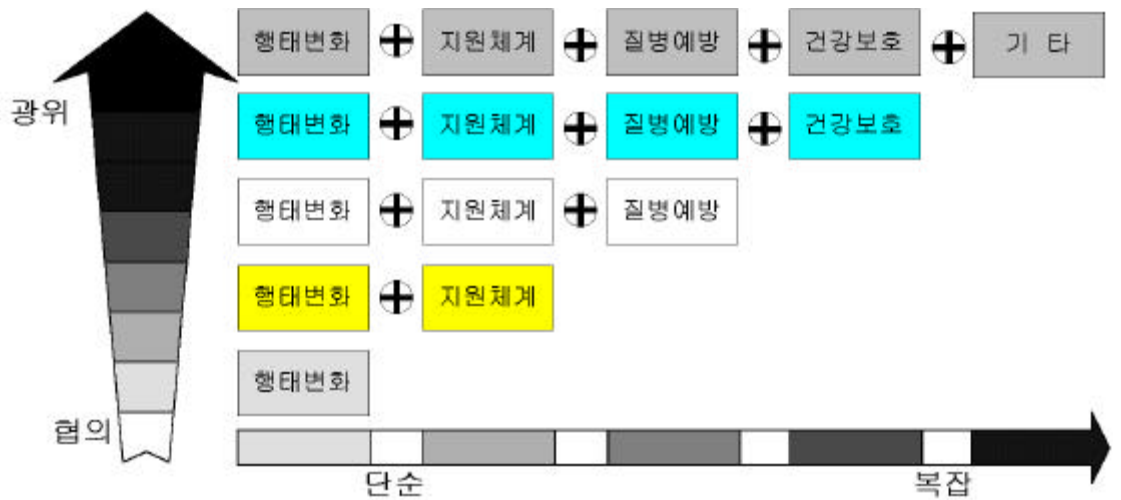 행태변화 지원체계 질병예방 건강보호 기 타
광위
행태변화 지원체계 질병예방 건강보호
행태변화 지원체계 질병예방
행태변화 지원체계
행태변화
협의
단순 복잡